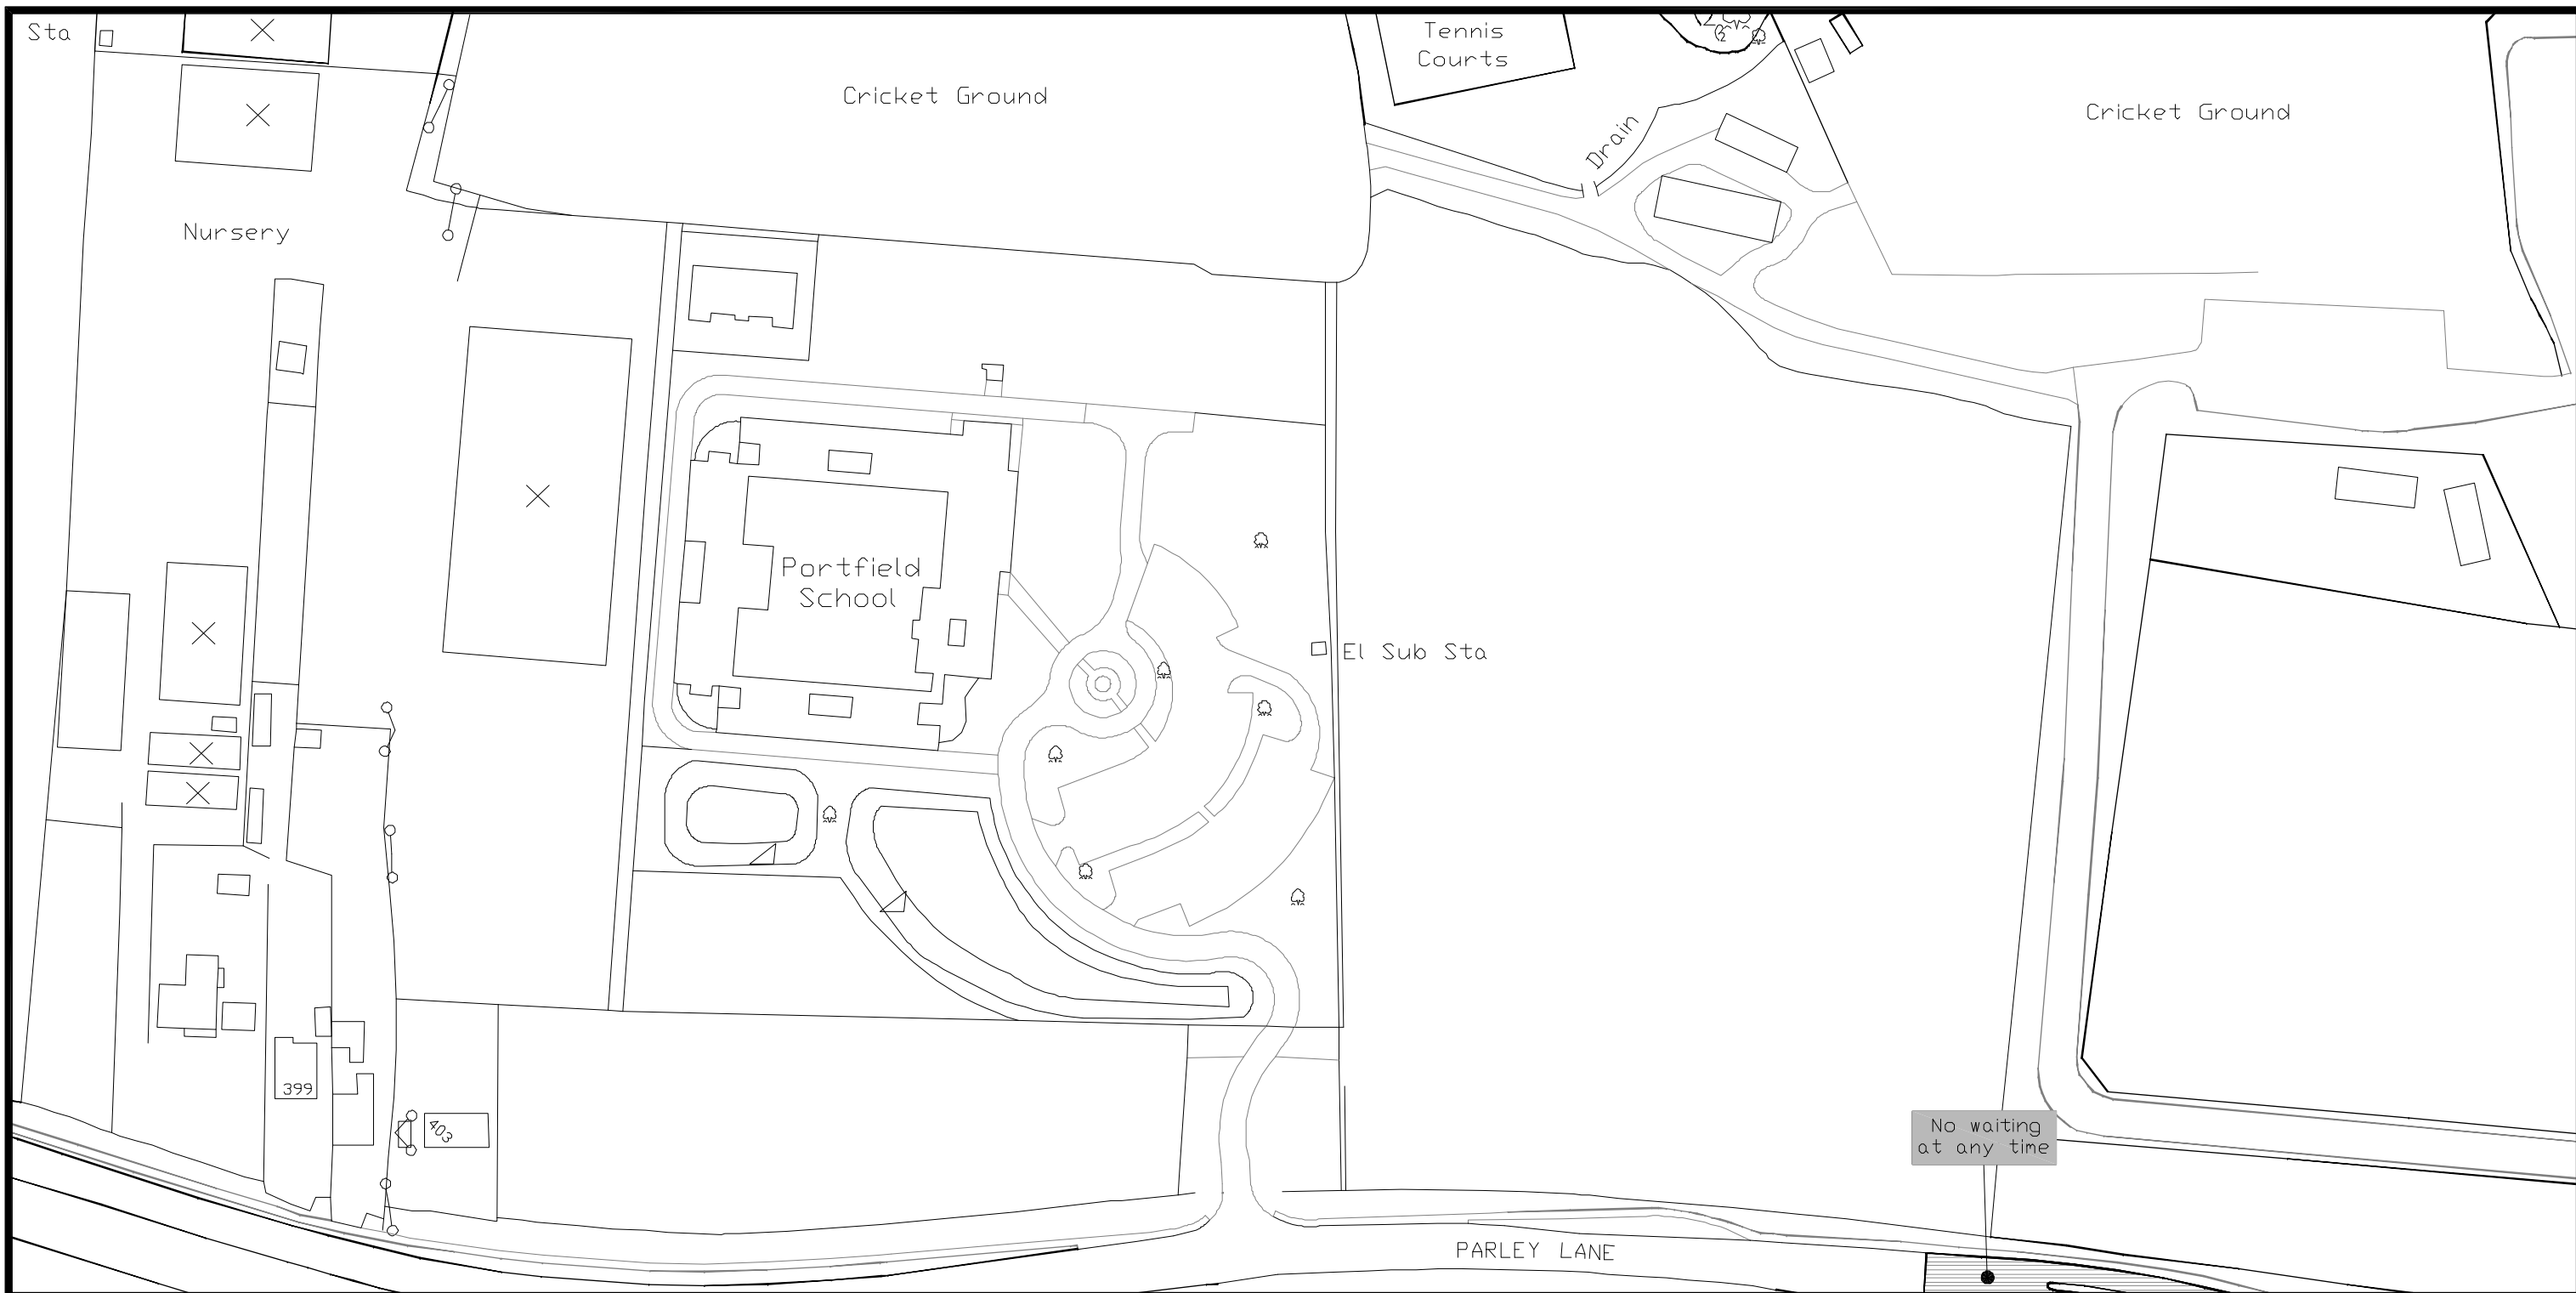 Sta
Tennis
Courts
Cricket Ground
Cricket Ground
Drain
Nursery
Portfield
School
El Sub Sta
399
403
No waiting
at any time
PARLEY LANE